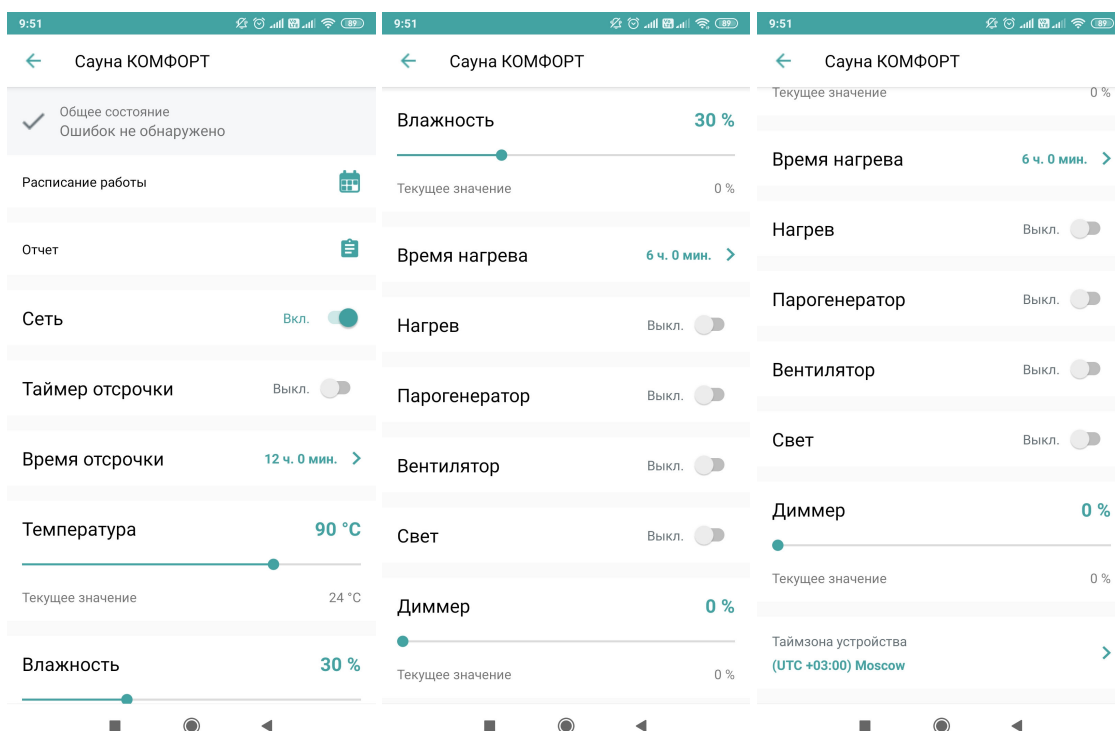 9:51
89
Сауна КОМФОРТ
Общее состояние
Ошибок не обнаружено
Расписание работы
Отчет
Сеть Вкл.
Таймер отсрочки Выкл.
Время отсрочки 12 ч. 0 мин.
Температура 90 °C
Текущее значение 24 °C
Влажность 30 %
9:51
89
Сауна КОМФОРТ
Влажность 30 %
Текущее значение 0 %
Время нагрева 6 ч. 0 мин.
Нагрев Выкл.
Парогенератор Выкл.
Вентилятор Выкл.
Свет Выкл.
Диммер 0 %
Текущее значение 0 %
9:51
89
Сауна КОМФОРТ
Текущее значение 0 %
Время нагрева 6 ч. 0 мин.
Нагрев Выкл.
Парогенератор Выкл.
Вентилятор Выкл.
Свет Выкл.
Диммер 0 %
Текущее значение 0 %
Таймзона устройства
(UTC +03:00) Moscow